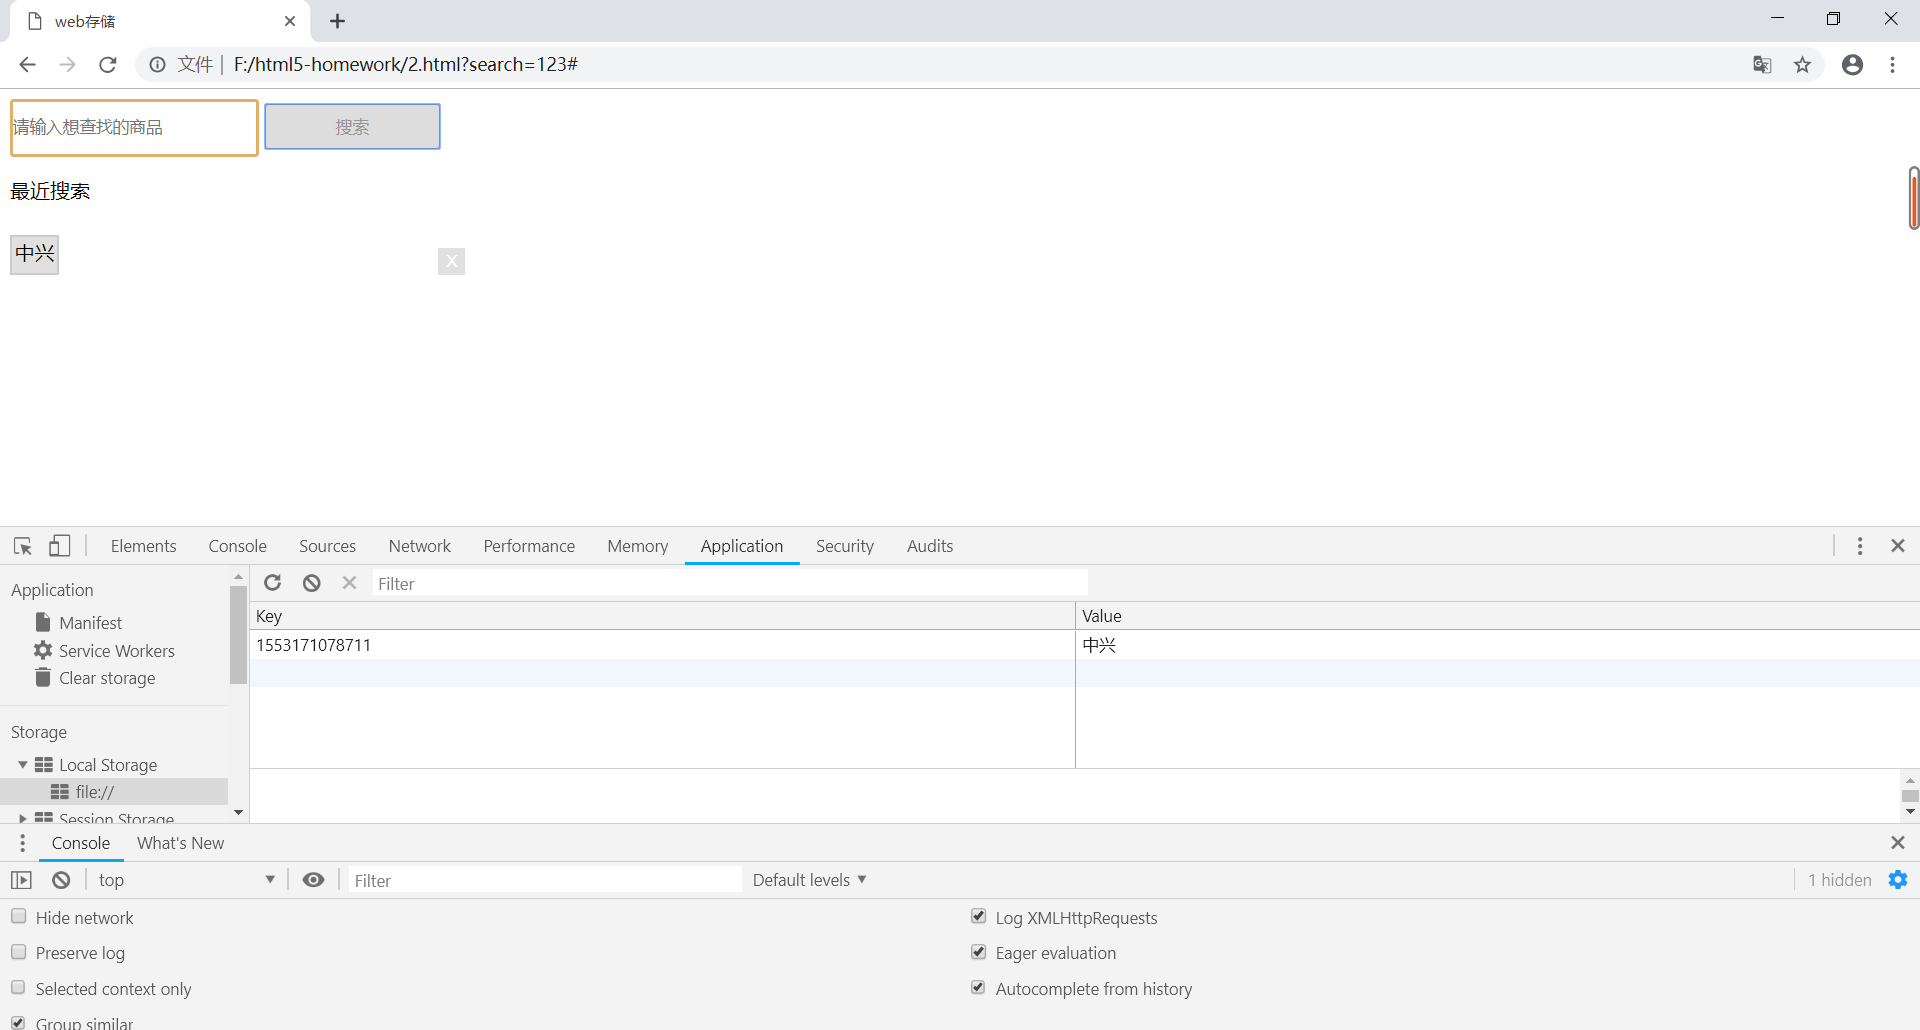 web存储
文件 | F:/html5-homework/2.html?search=123#
请输入想查找的商品 搜索
最近搜索
中兴 X
Elements Console Sources Network Performance Memory Application Security Audits
Application
Filter
Key Value
Manifest
1553171078711 中兴
Service Workers
Clear storage
Storage
Local Storage
file://
Session Storage
Console What's New
top Filter Default levels 1 hidden
Hide network Log XMLHttpRequests
Preserve log Eager evaluation
Selected context only Autocomplete from history
Group similar